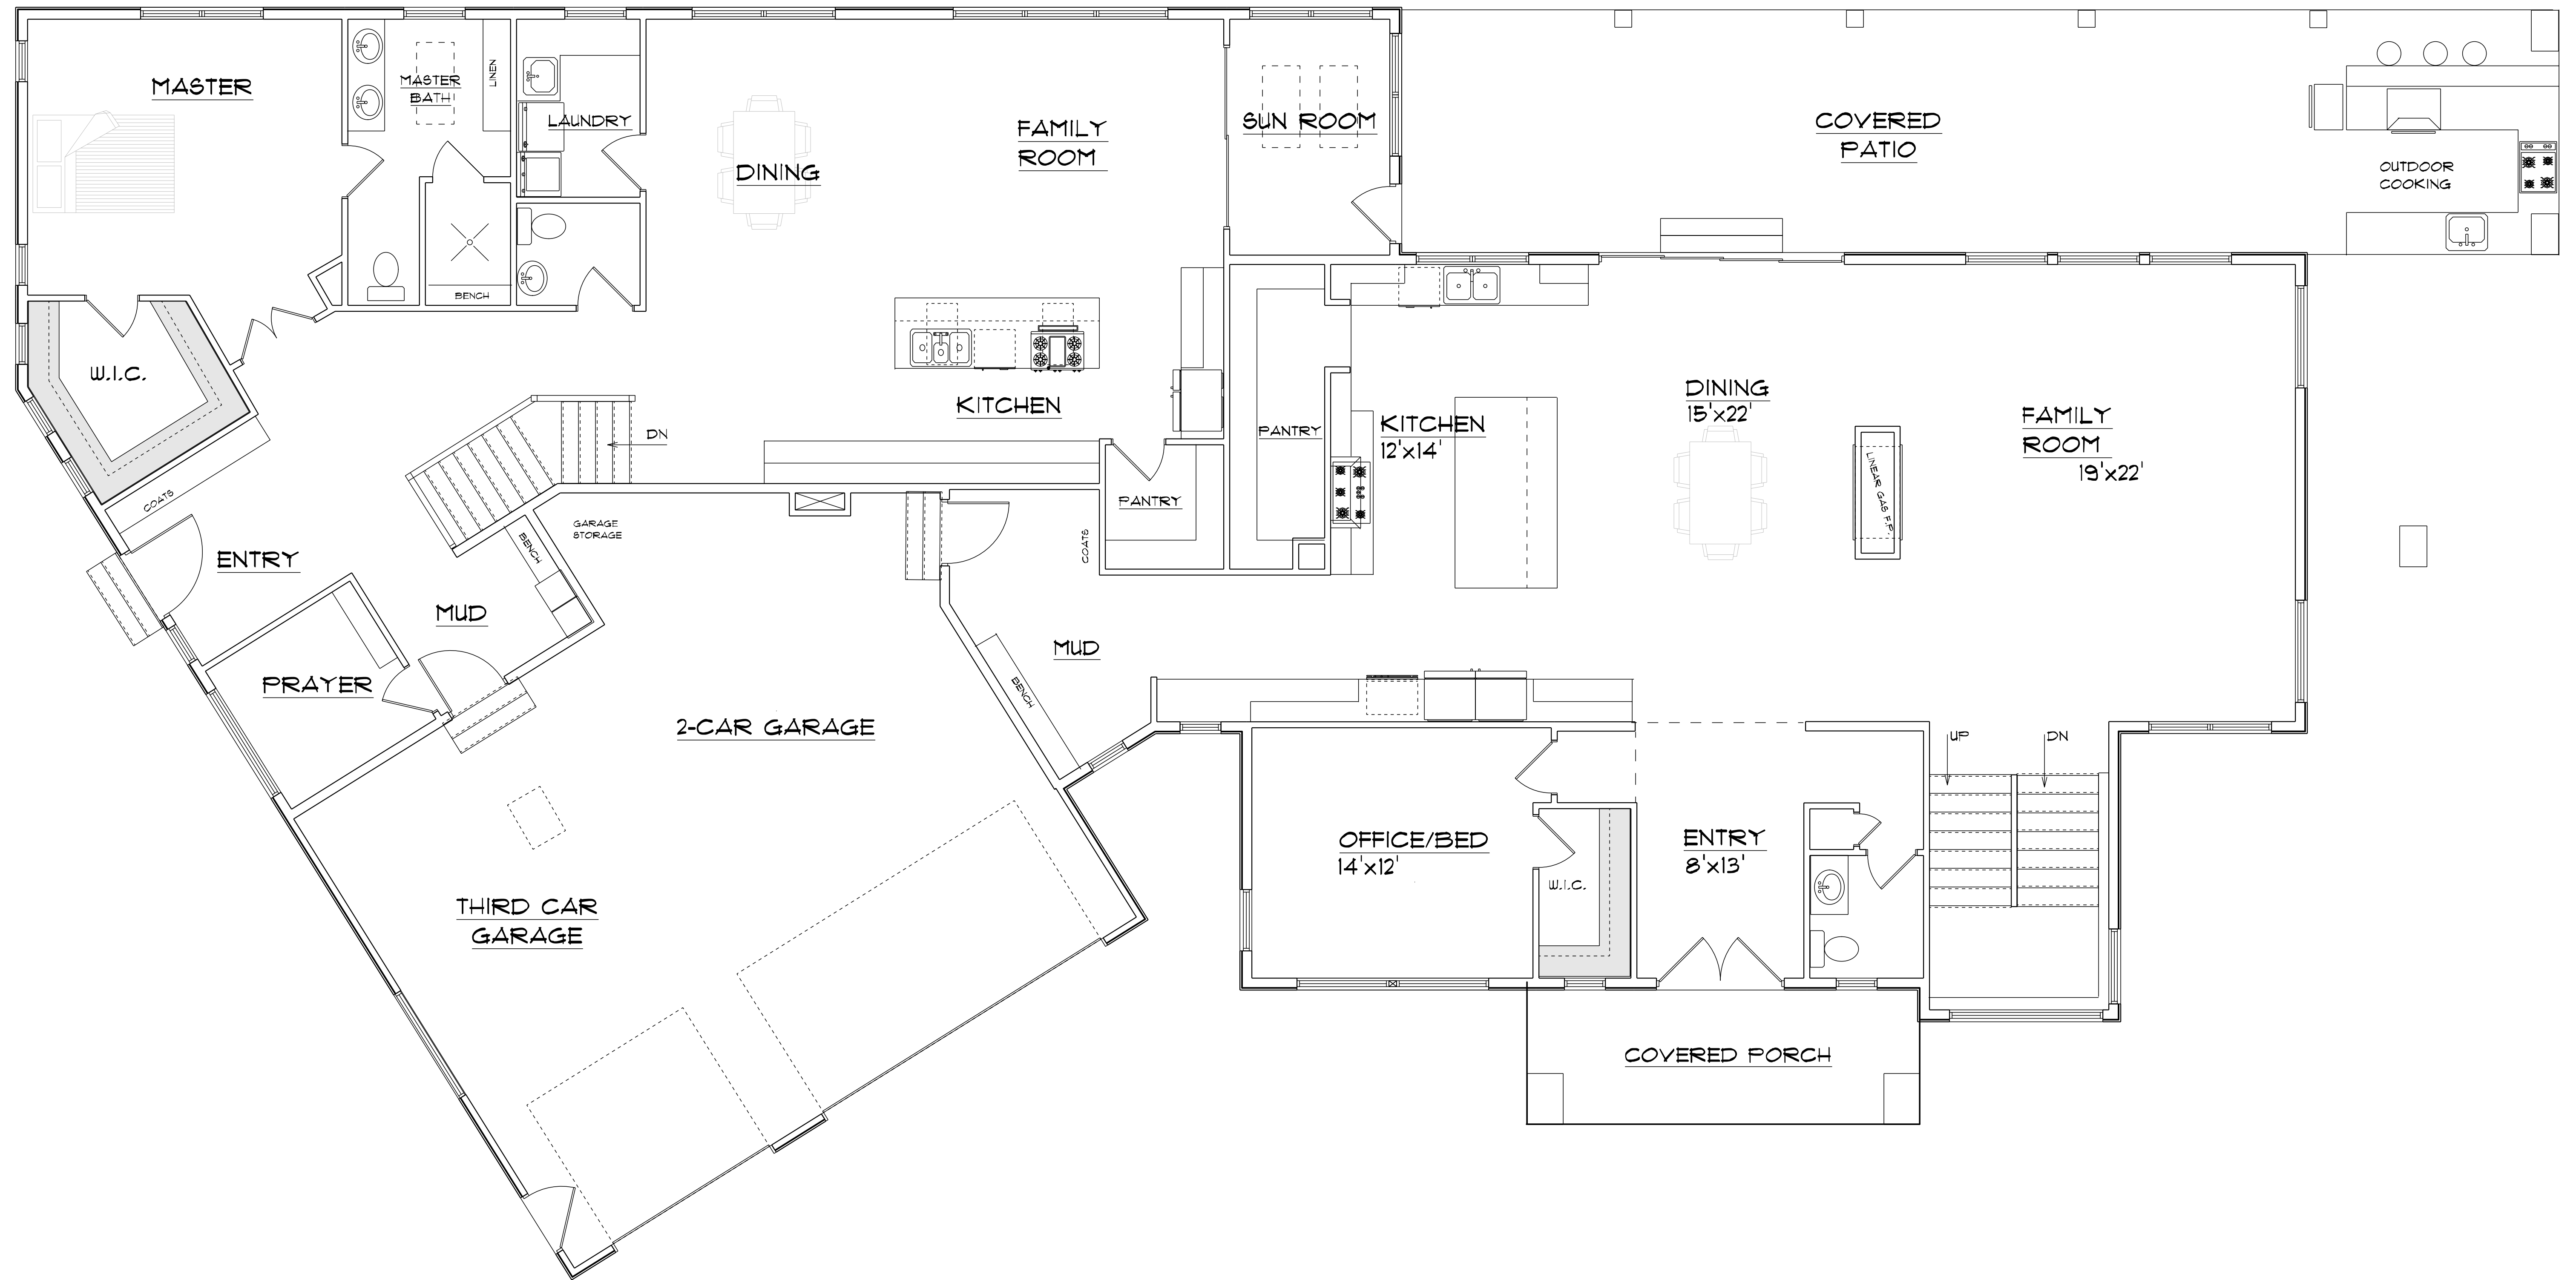 MASTER
MASTER
BATH
LINEN
LAUNDRY
DINING
FAMILY
ROOM
SUN ROOM
COVERED
PATIO
OUTDOOR
COOKING
BENCH
W.I.C.
COATS
DN
KITCHEN
PANTRY
PANTRY
KITCHEN
12'x14'
DINING
15'x22'
LINEAR GAS F.P.
FAMILY
ROOM
19'x22'
ENTRY
BENCH
GARAGE
STORAGE
COATS
MUD
MUD
BENCH
PRAYER
2-CAR GARAGE
THIRD CAR
GARAGE
OFFICE/BED
14'x12'
W.I.C.
ENTRY
8'x13'
UP
DN
COVERED PORCH